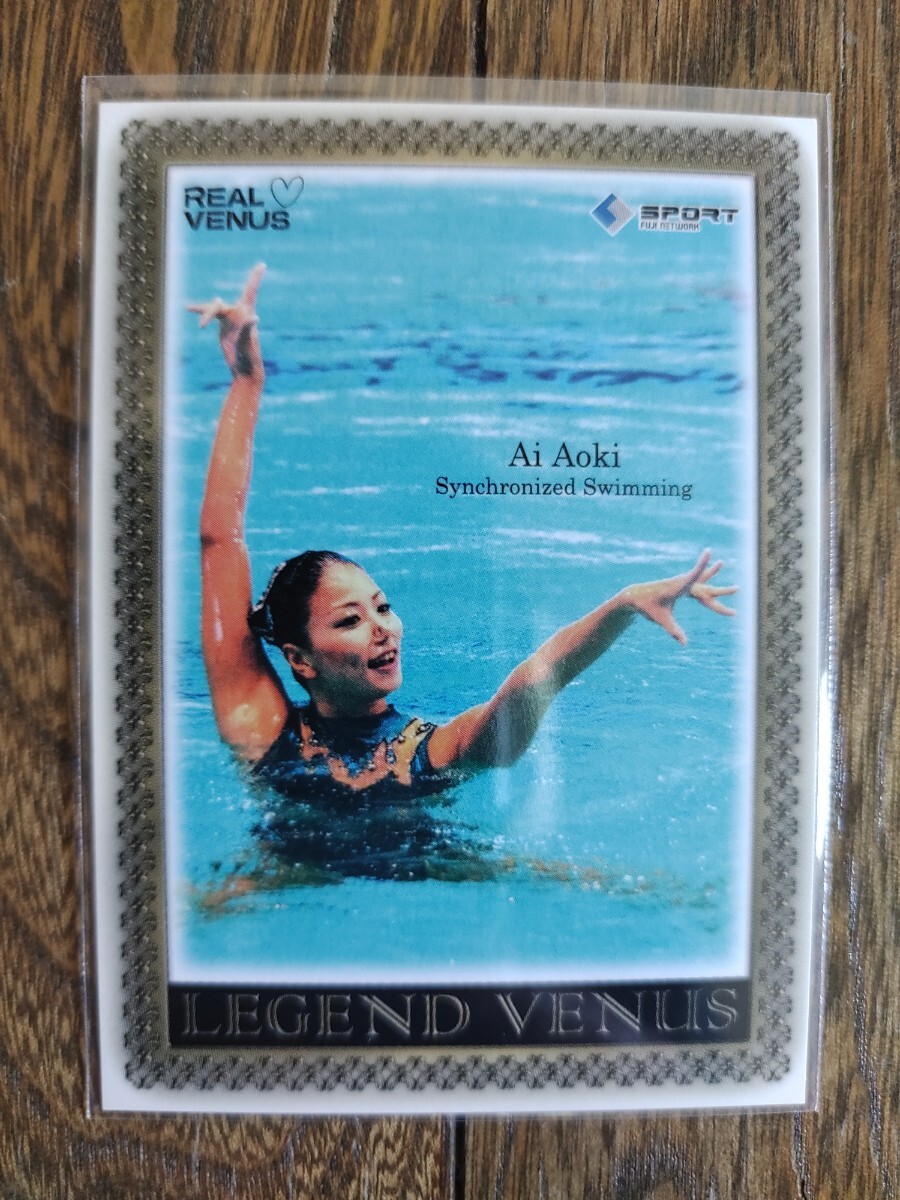 REAL
VENUS
SPORT
FUJI NETWORK
Ai Aoki
Synchronized Swimming
LEGEND VENUS